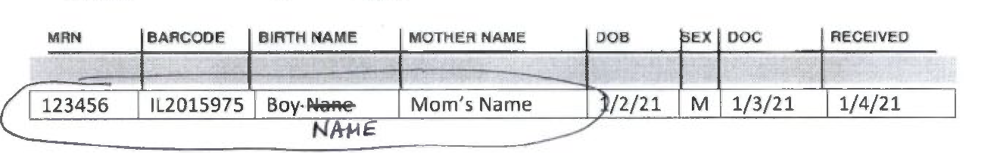 MRN BARCODE BIRTH NAME MOTHER NAME DOB SEX DOC RECEIVED
123456 IL2015975 Boy Nane Mom's Name 1/2/21 M 1/3/21 1/4/21
NAME